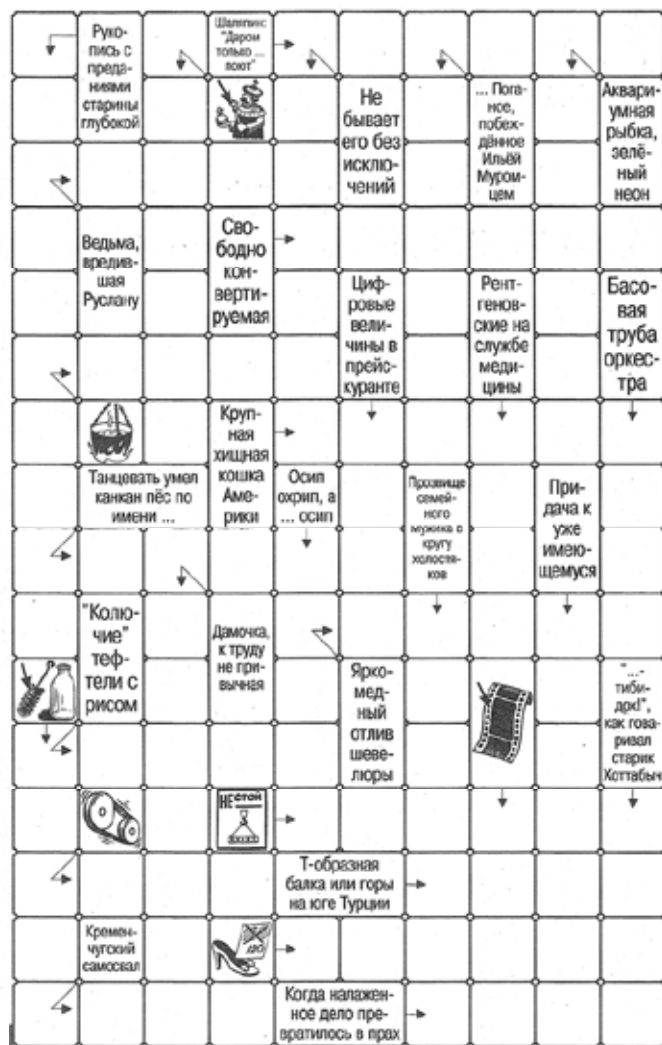 Руко-
пись с
преда-
ниями
старины
глубокой
Шаляпин:
"Даром
только ...
поют"
Не
бывает
его без
исклю-
чений
... Пога-
ное,
побеж-
дённое
Ильёй
Муром-
цем
Аквари-
умная
рыбка,
зелё-
ный
неон
Ведьма,
вредив-
шая
Руслану
Сво-
бодно
кон-
верти-
руемая
Циф-
ровые
вели-
чины в
прейс-
куранте
Рент-
генов-
ские на
службе
меди-
цины
Басо-
вая
труба
оркес-
тра
Круп-
ная
хищная
кошка
Аме-
рики
Танцевать умел
канкан пёс по
имени ...
Осип
охрип, а
... осип
Прозвище
семей-
ного
мужика в
кругу
холостя-
ков
При-
дача к
уже
имею-
щемуся
"Колю-
чие"
теф-
тели с
рисом
Дамочка,
к труду
не при-
вычная
Ярко-
мед-
ный
отлив
шеве-
люры
"...-
тиби-
дох!",
как гова-
ривал
старик
Хоттабыч
НЕ СТОЙ
Т-образная
балка или горы
на юге Турции
Кремен-
чугский
самосвал
120
Когда налажен-
ное дело пре-
вратилось в прах